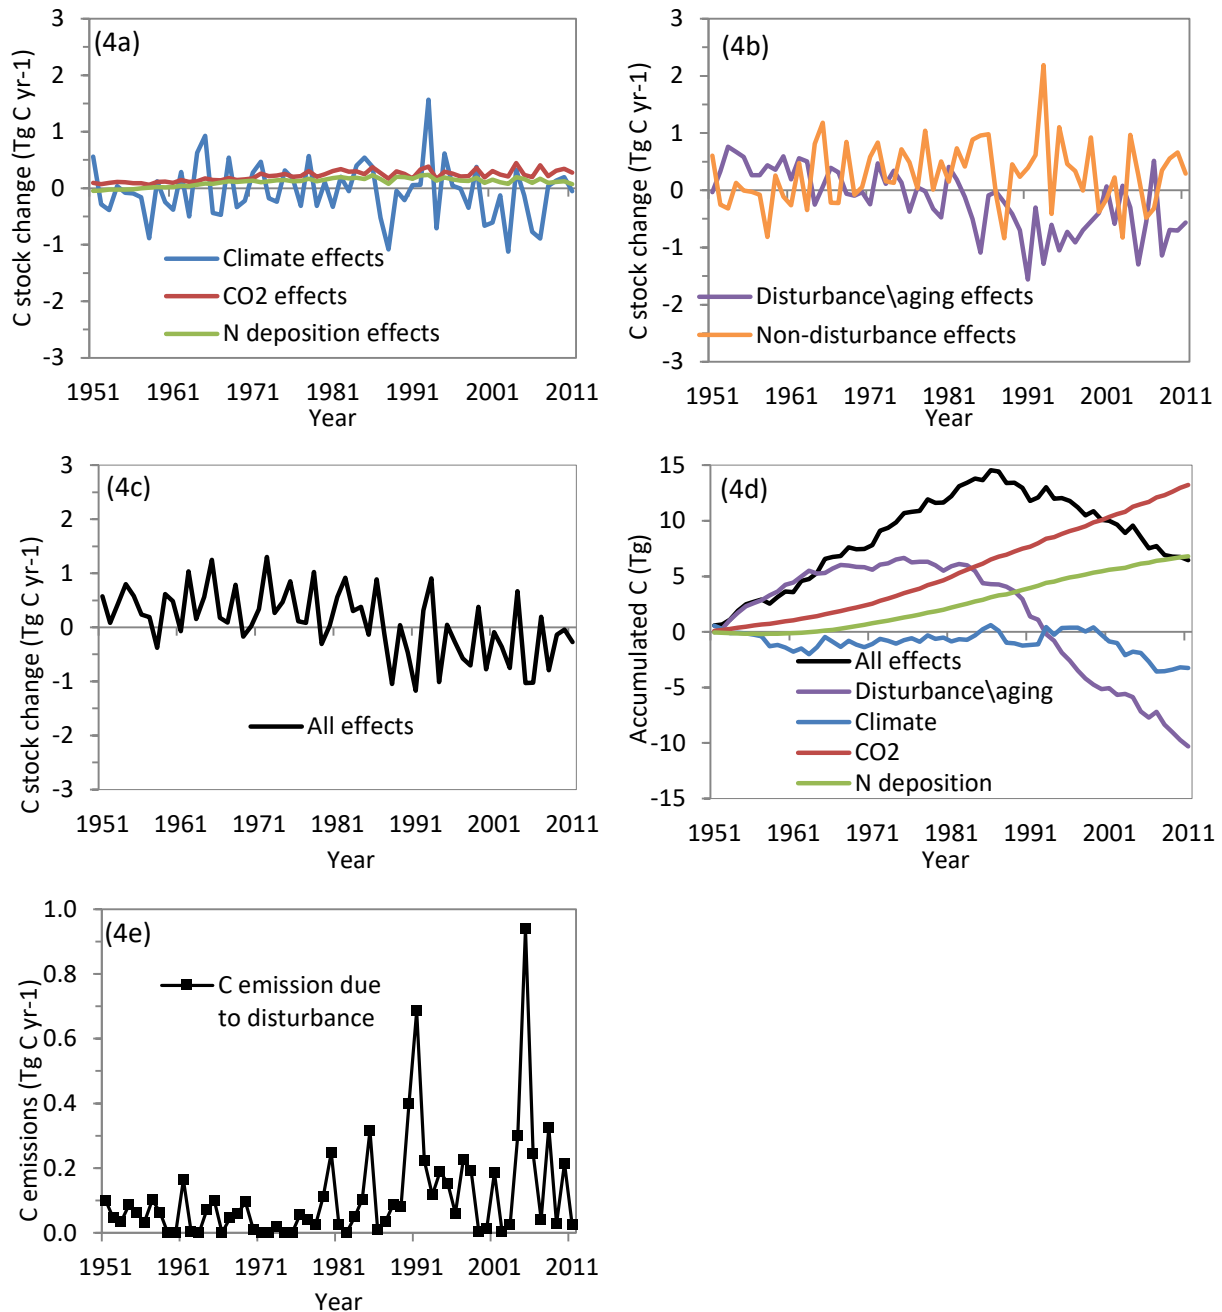 (4a)
C stock change (Tg C yr-1)
3
2
1
0
-1
-2
-3
Climate effects
CO2 effects
N deposition effects
1951 1961 1971 1981 1991 2001 2011
Year
(4b)
C stock change (Tg C yr-1)
3
2
1
0
-1
-2
-3
Disturbance\aging effects
Non-disturbance effects
1951 1961 1971 1981 1991 2001 2011
Year
(4c)
C stock change (Tg C yr-1)
3
2
1
0
-1
-2
-3
All effects
1951 1961 1971 1981 1991 2001 2011
Year
(4d)
Accumulated C (Tg)
15
10
5
0
-5
-10
-15
All effects
Disturbance\aging
Climate
CO2
N deposition
1951 1961 1971 1981 1991 2001 2011
Year
(4e)
C emissions (Tg C yr-1)
1.0
0.8
0.6
0.4
0.2
0.0
C emission due
to disturbance
1951 1961 1971 1981 1991 2001 2011
Year